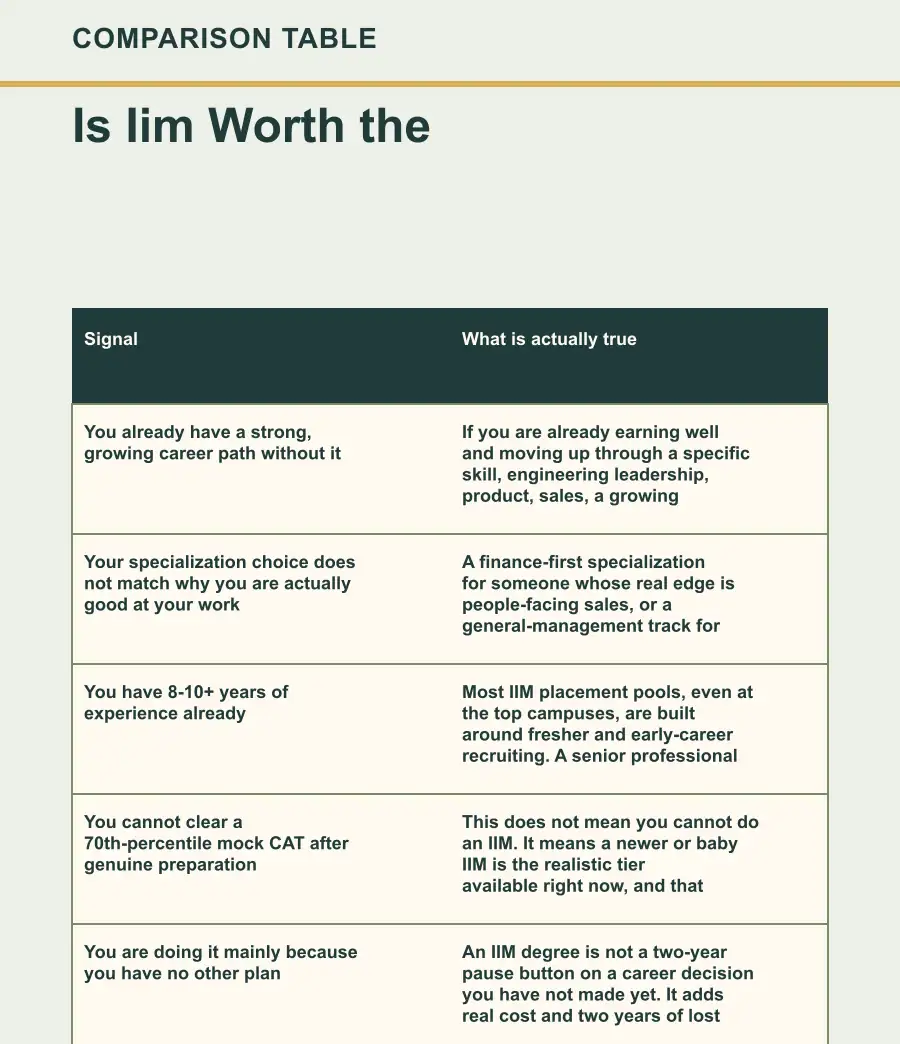 COMPARISON TABLE
Is Iim Worth the
Signal
What is actually true
You already have a strong,
growing career path without it
If you are already earning well
and moving up through a specific
skill, engineering leadership,
product, sales, a growing
Your specialization choice does
not match why you are actually
good at your work
A finance-first specialization
for someone whose real edge is
people-facing sales, or a
general-management track for
You have 8-10+ years of
experience already
Most IIM placement pools, even at
the top campuses, are built
around fresher and early-career
recruiting. A senior professional
You cannot clear a
70th-percentile mock CAT after
genuine preparation
This does not mean you cannot do
an IIM. It means a newer or baby
IIM is the realistic tier
available right now, and that
You are doing it mainly because
you have no other plan
An IIM degree is not a two-year
pause button on a career decision
you have not made yet. It adds
real cost and two years of lost